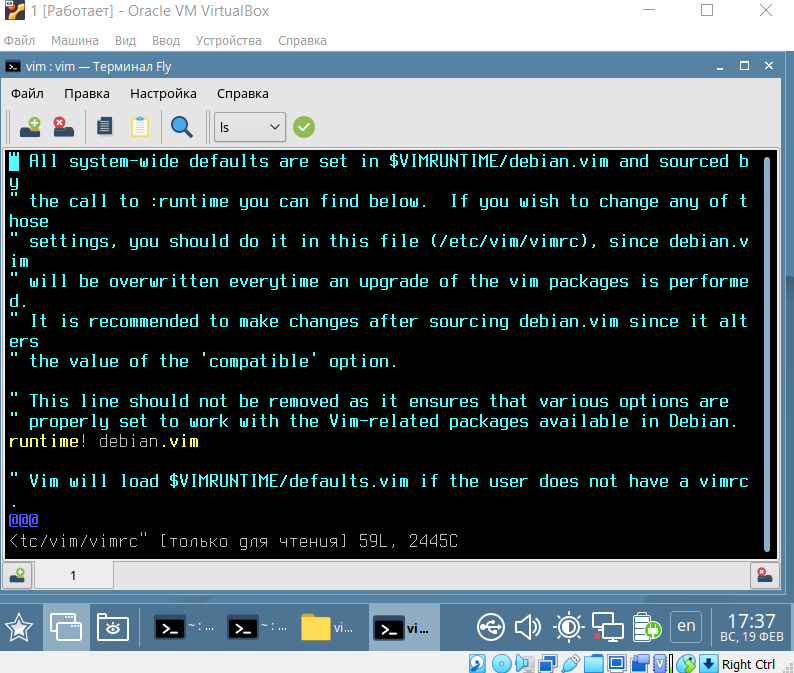 1 [Работает] - Oracle VM VirtualBox
Файл Машина Вид Ввод Устройства Справка
vim : vim — Терминал Fly
Файл Правка Настройка Справка
ls
" All system-wide defaults are set in $VIMRUNTIME/debian.vim and sourced b
y
" the call to :runtime you can find below.  If you wish to change any of t
hose
" settings, you should do it in this file (/etc/vim/vimrc), since debian.v
im
" will be overwritten everytime an upgrade of the vim packages is performe
d.
" It is recommended to make changes after sourcing debian.vim since it alt
ers
" the value of the 'compatible' option.
" This line should not be removed as it ensures that various options are
" properly set to work with the Vim-related packages available in Debian.
runtime! debian.vim
" Vim will load $VIMRUNTIME/defaults.vim if the user does not have a vimrc
.
@@@
<tc/vim/vimrc" [только для чтения] 59L, 2445C
1
~ : ... ~ : ... vi... vi... en 17:37
ВС, 19 ФЕВ
Right Ctrl